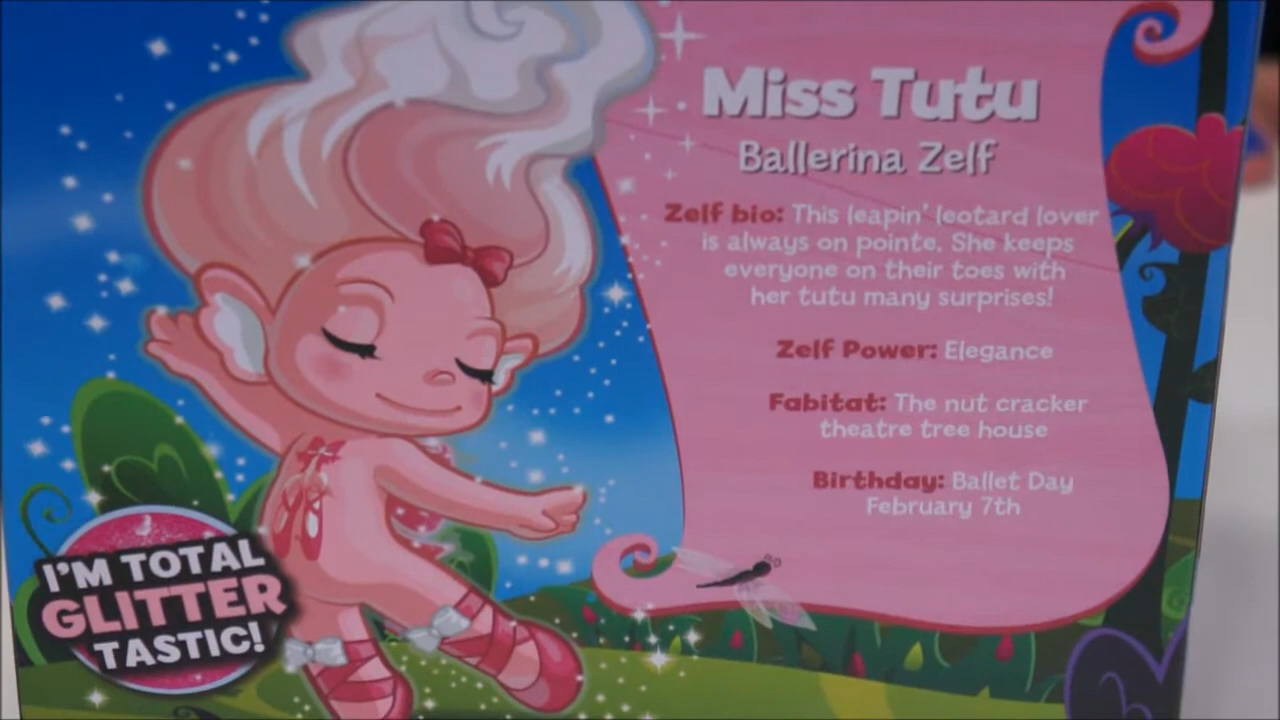 Miss Tutu
Ballerina Zelf
Zelf bio: This leapin' leotard lover
is always on pointe. She keeps
everyone on their toes with
her tutu many surprises!
Zelf Power: Elegance
Fabitat: The nut cracker
theatre tree house
Birthday: Ballet Day
February 7th
I'M TOTAL
GLITTER
TASTIC!